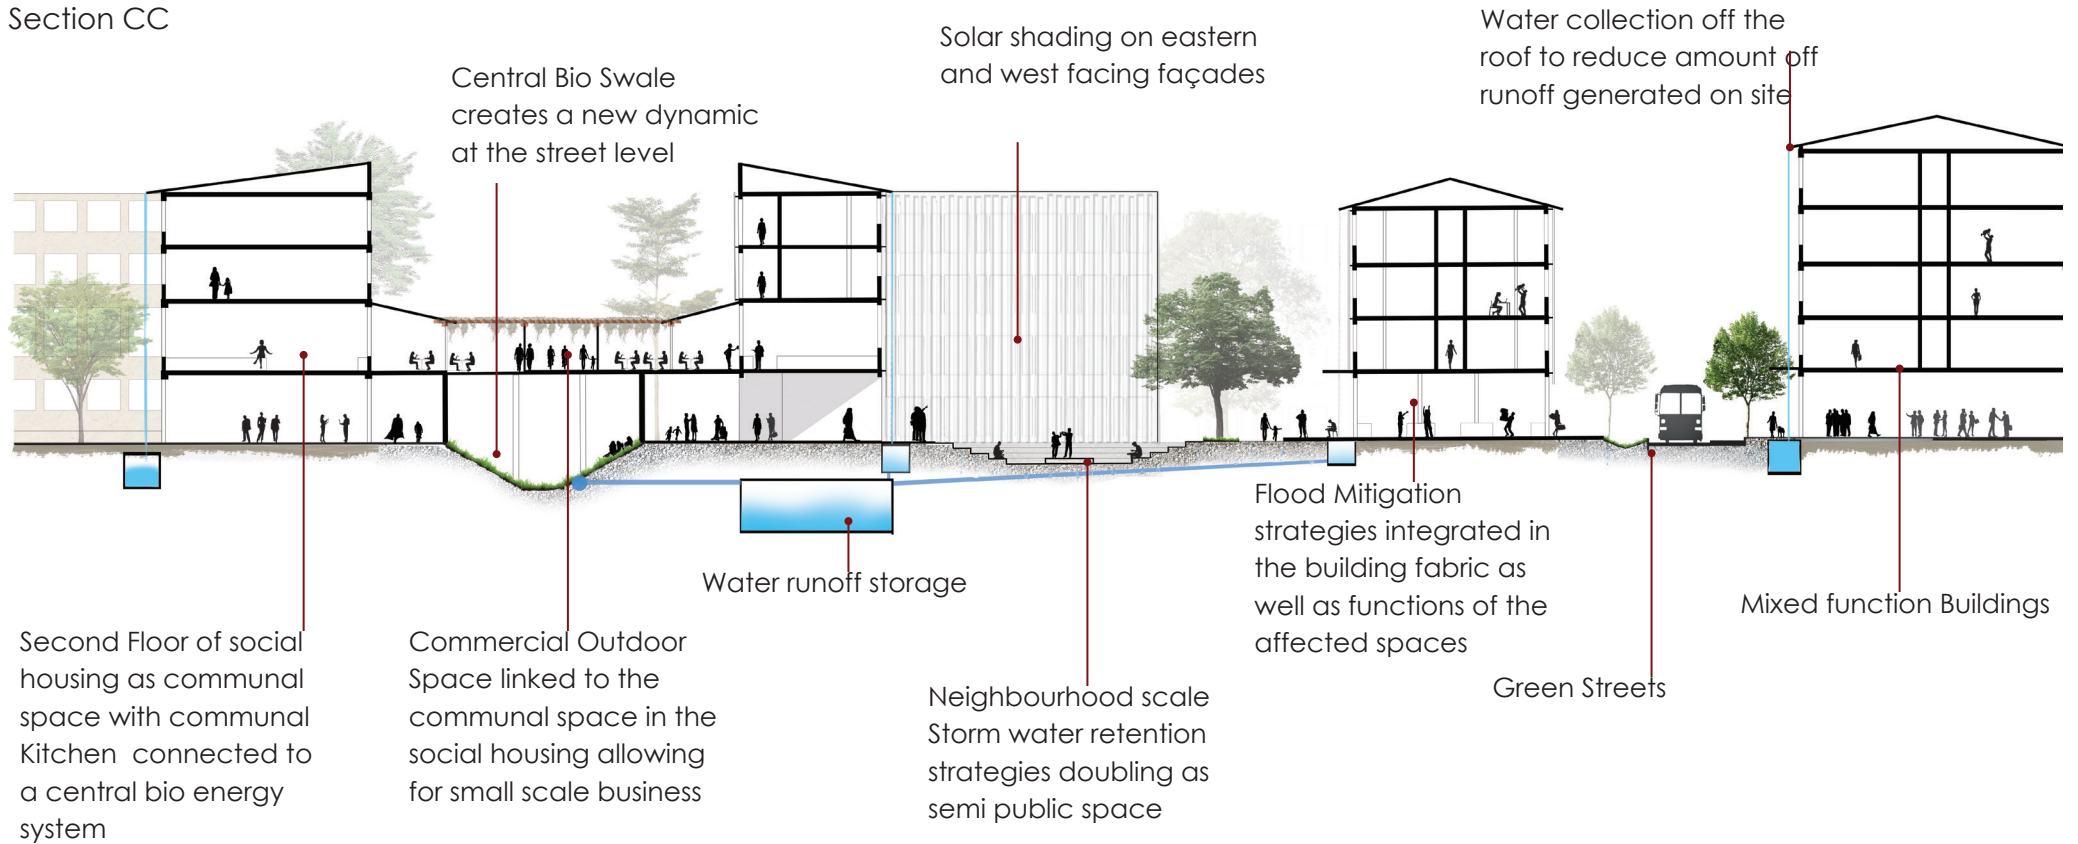 Section CC
Central Bio Swale
creates a new dynamic
at the street level
Solar shading on eastern
and west facing façades
Water collection off the
roof to reduce amount off
runoff generated on site
Second Floor of social
housing as communal
space with communal
Kitchen  connected to
a central bio energy
system
Commercial Outdoor
Space linked to the
communal space in the
social housing allowing
for small scale business
Water runoff storage
Neighbourhood scale
Storm water retention
strategies doubling as
semi public space
Flood Mitigation
strategies integrated in
the building fabric as
well as functions of the
affected spaces
Green Streets
Mixed function Buildings